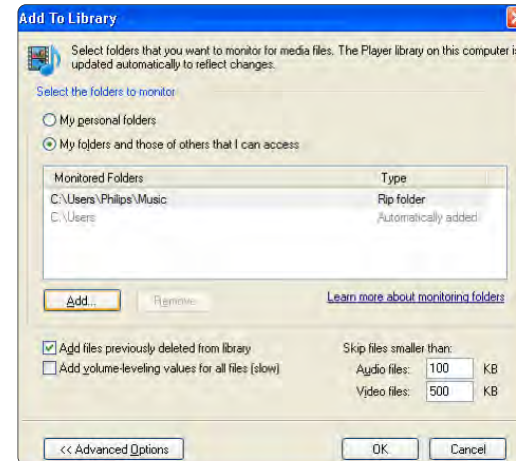 Add To Library
Select folders that you want to monitor for media files. The Player library on this computer is
updated automatically to reflect changes.
Select the folders to monitor
My personal folders
My folders and those of others that I can access
Monitored Folders Type
C:\Users\Philips\Music Rip folder
C:\Users Automatically added
Add... Remove
Learn more about monitoring folders
Add files previously deleted from library
Add volume-leveling values for all files (slow)
Skip files smaller than:
Audio files: 100 KB
Video files: 500 KB
<< Advanced Options OK Cancel